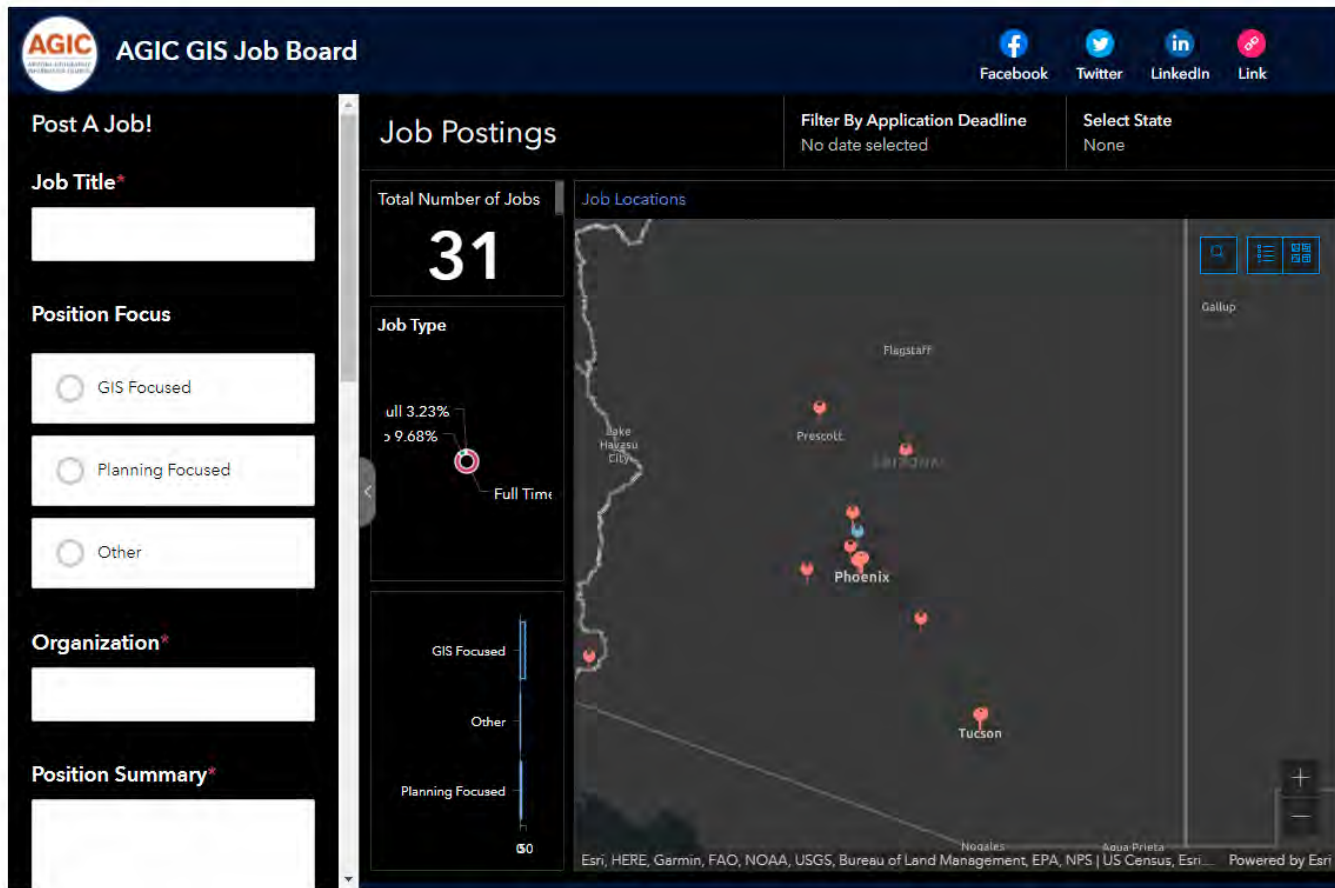 AGIC
AGIC GIS Job Board
Facebook
Twitter
LinkedIn
Link
Post A Job!
Job Title*
Position Focus
GIS Focused
Planning Focused
Other
Organization*
Position Summary*
Job Postings
Filter By Application Deadline
No date selected
Select State
None
Total Number of Jobs
31
Job Type
ull 3.23%
9.68%
Full Time
GIS Focused
Other
Planning Focused
Job Locations
Gallup
Flagstaff
Prescott
Lake
Havasu
City
ARIZONA
Phoenix
Tucson
Nogales
Agua Prieta
Esri, HERE, Garmin, FAO, NOAA, USGS, Bureau of Land Management, EPA, NPS | US Census, Esri... Powered by Esri